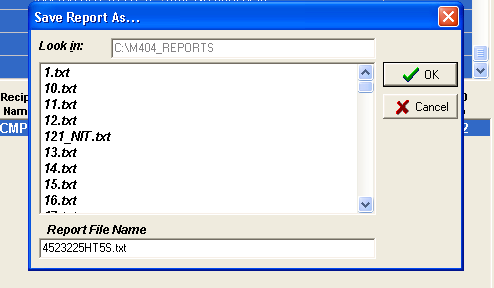 Save Report As...
Look in: C:\M404_REPORTS
1.txt
10.txt
11.txt
12.txt
121_NIT.txt
13.txt
14.txt
15.txt
16.txt
OK
Cancel
Recip
Nam
CMP
0
2
Report File Name
4523225HT5S.txt